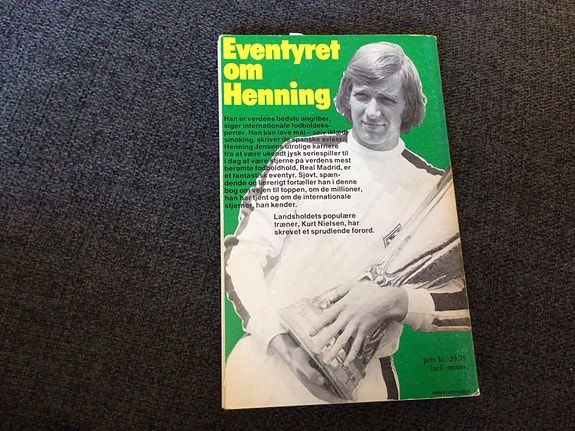 Eventyret
om
Henning
Han er verdens bedste angriber,
siger internationale fodboldeks-
perter. Han kan lave mål – selv iklædt
smoking, skriver de spanske aviser.
Henning Jensens utrolige karriere
fra at være ukendt jysk seriespiller til
i dag at være stjerne på verdens mest
berømte fodboldhold, Real Madrid, er
et fantastisk eventyr. Sjovt, spæn-
dende og lærerigt fortæller han i denne
bog om vejen til toppen, om de millioner,
han har tjent og om de internationale
stjerner, han kender.
Landsholdets populære
træner, Kurt Nielsen, har
skrevet et sprudlende forord.
pris kr. 29,75
incl. moms